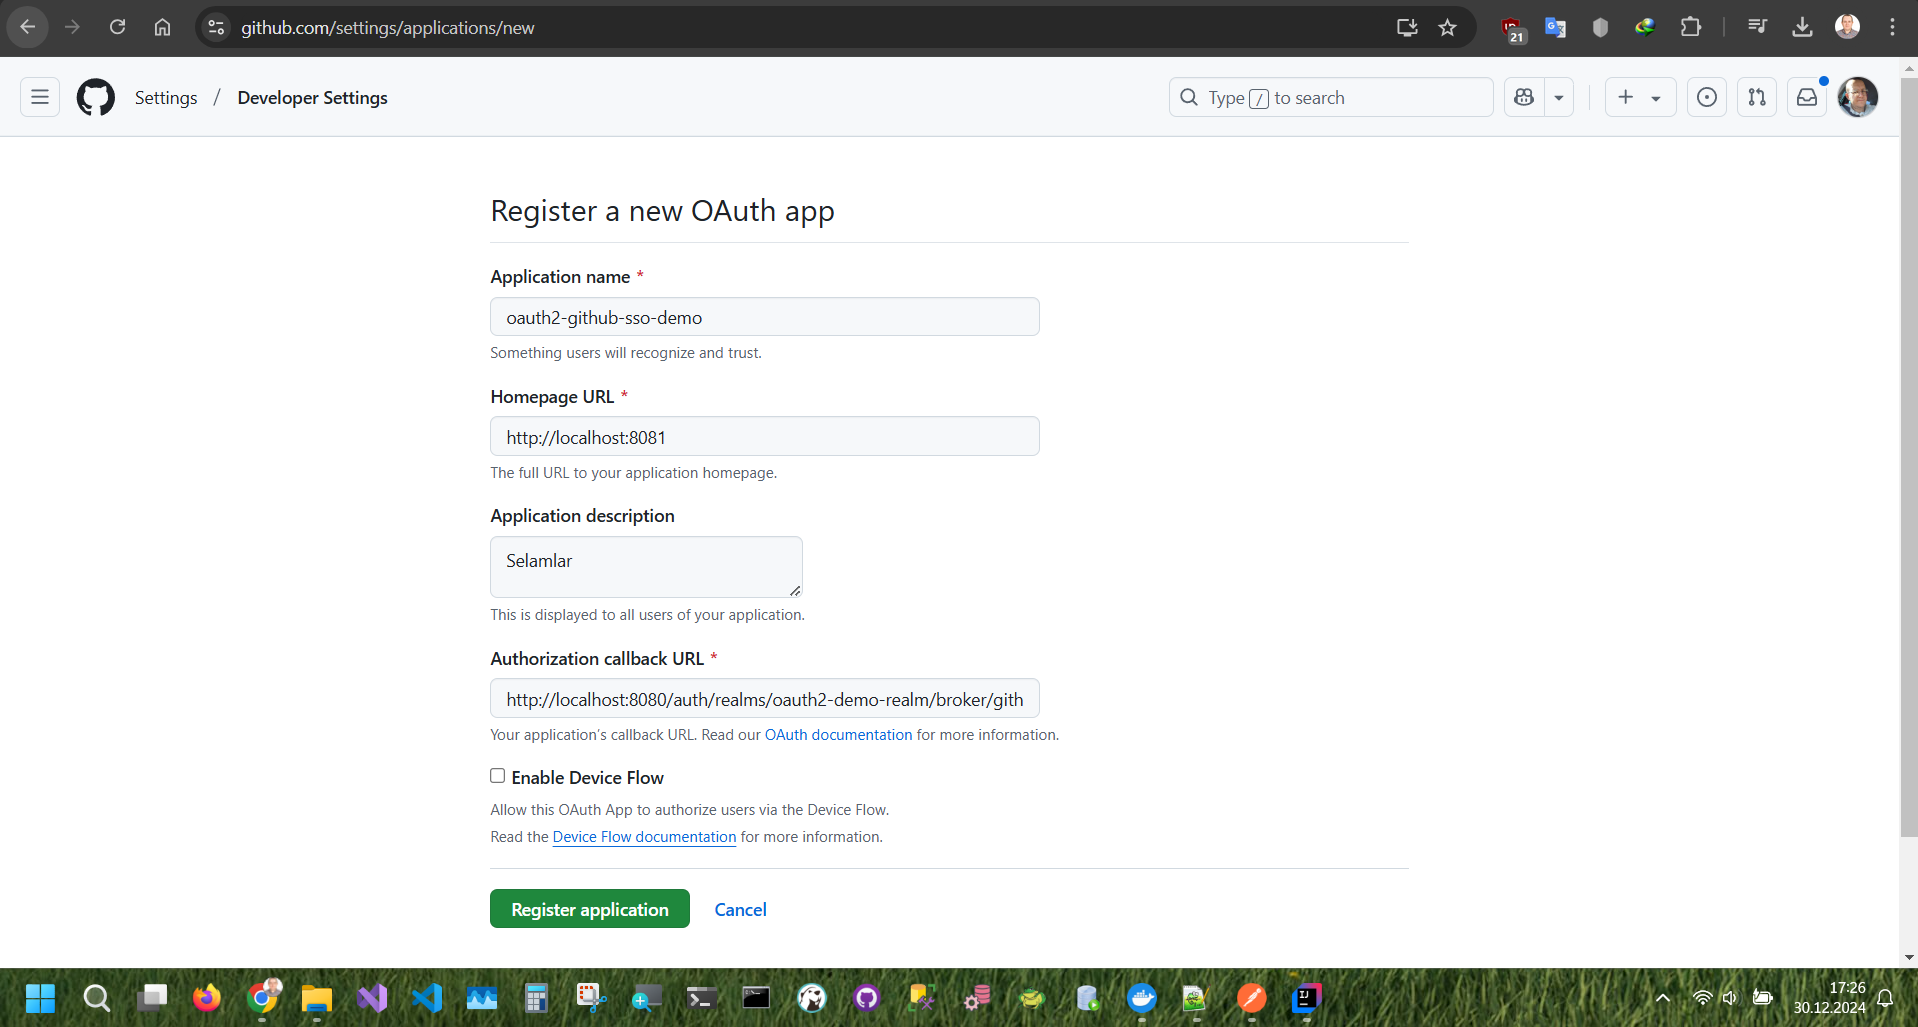 github.com/settings/applications/new
21
Settings / Developer Settings
Type / to search
Register a new OAuth app
Application name *
oauth2-github-sso-demo
Something users will recognize and trust.
Homepage URL *
http://localhost:8081
The full URL to your application homepage.
Application description
Selamlar
This is displayed to all users of your application.
Authorization callback URL *
http://localhost:8080/auth/realms/oauth2-demo-realm/broker/gith
Your application’s callback URL. Read our OAuth documentation for more information.
Enable Device Flow
Allow this OAuth App to authorize users via the Device Flow.
Read the Device Flow documentation for more information.
Register application Cancel
17:26
30.12.2024